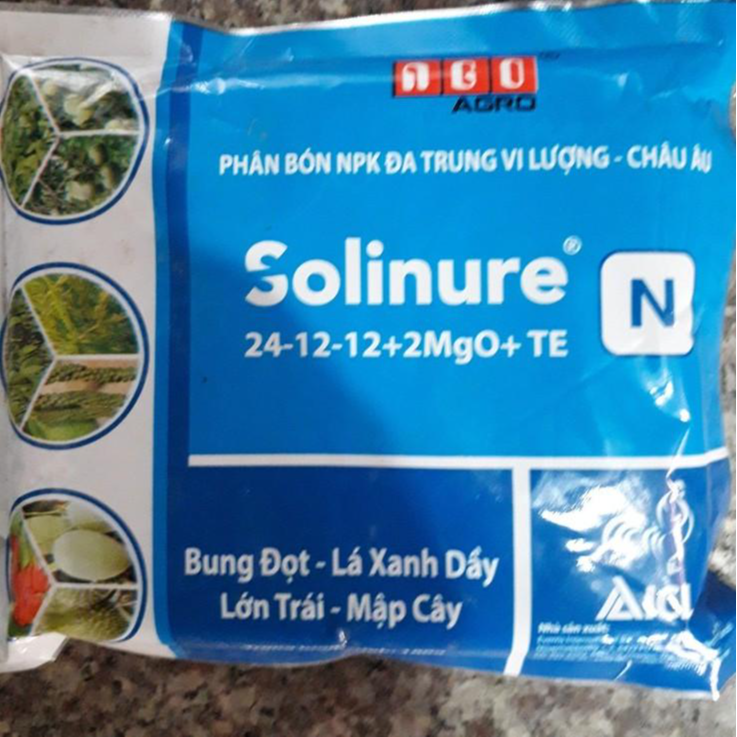 AGRO
PHÂN BÓN NPK ĐA TRUNG VI LƯỢNG - CHÂU ÂU
Solinure®
N
24-12-12+2MgO+ TE
Bung Đọt - Lá Xanh Dầy
Lớn Trái - Mập Cây
Nhà sản xuất: